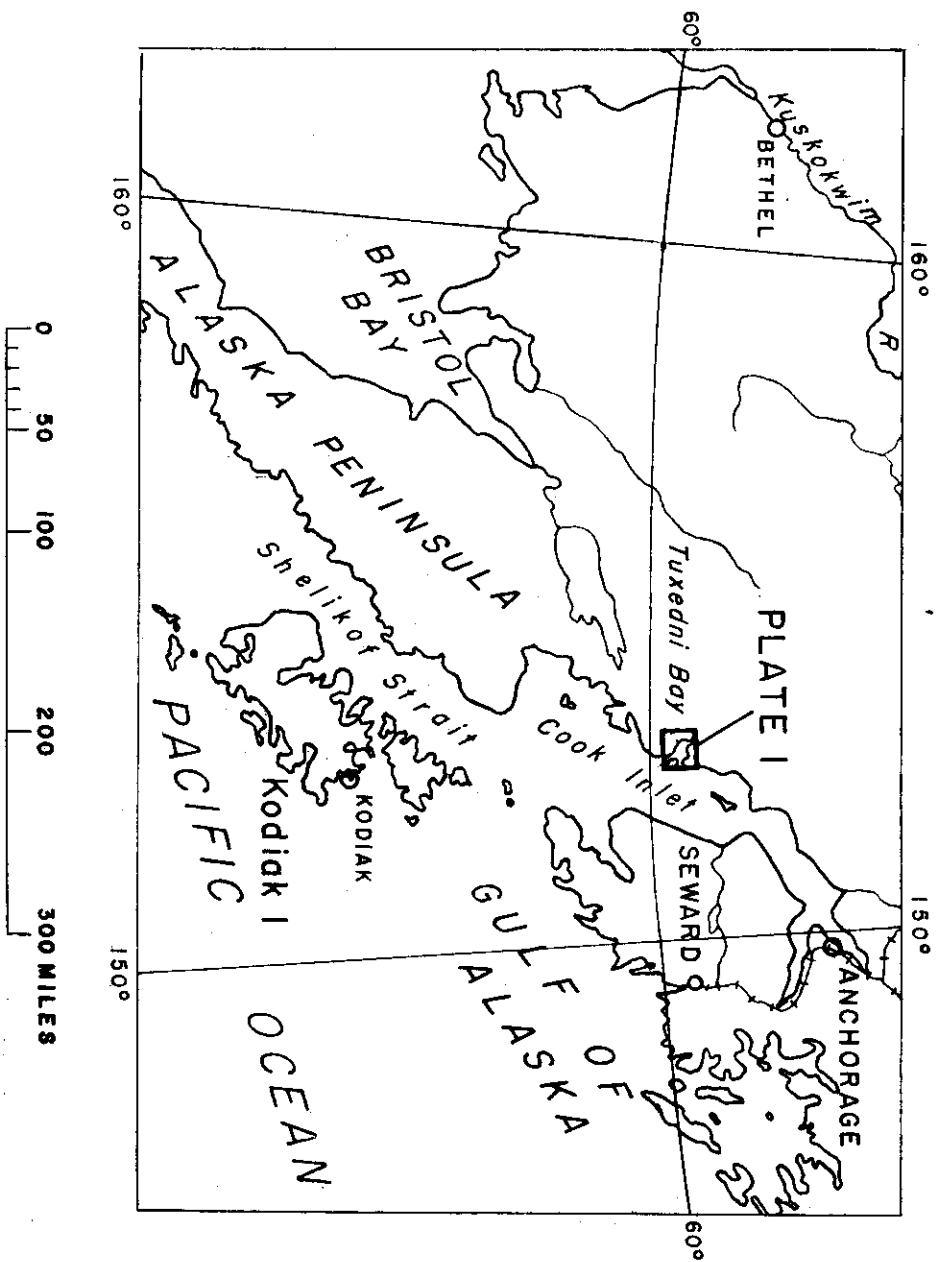 60°
Kuskokwim
R
BETHEL
160°
150°
ANCHORAGE
PLATE I
Tuxedni Bay
SEWARD
60°
Cook Inlet
BRISTOL
BAY
ALASKA PENINSULA
Shelikof Strait
KODIAK
Kodiak I
GULF OF
ALASKA
PACIFIC
OCEAN
160°
150°
0 50 100 200 300 MILES